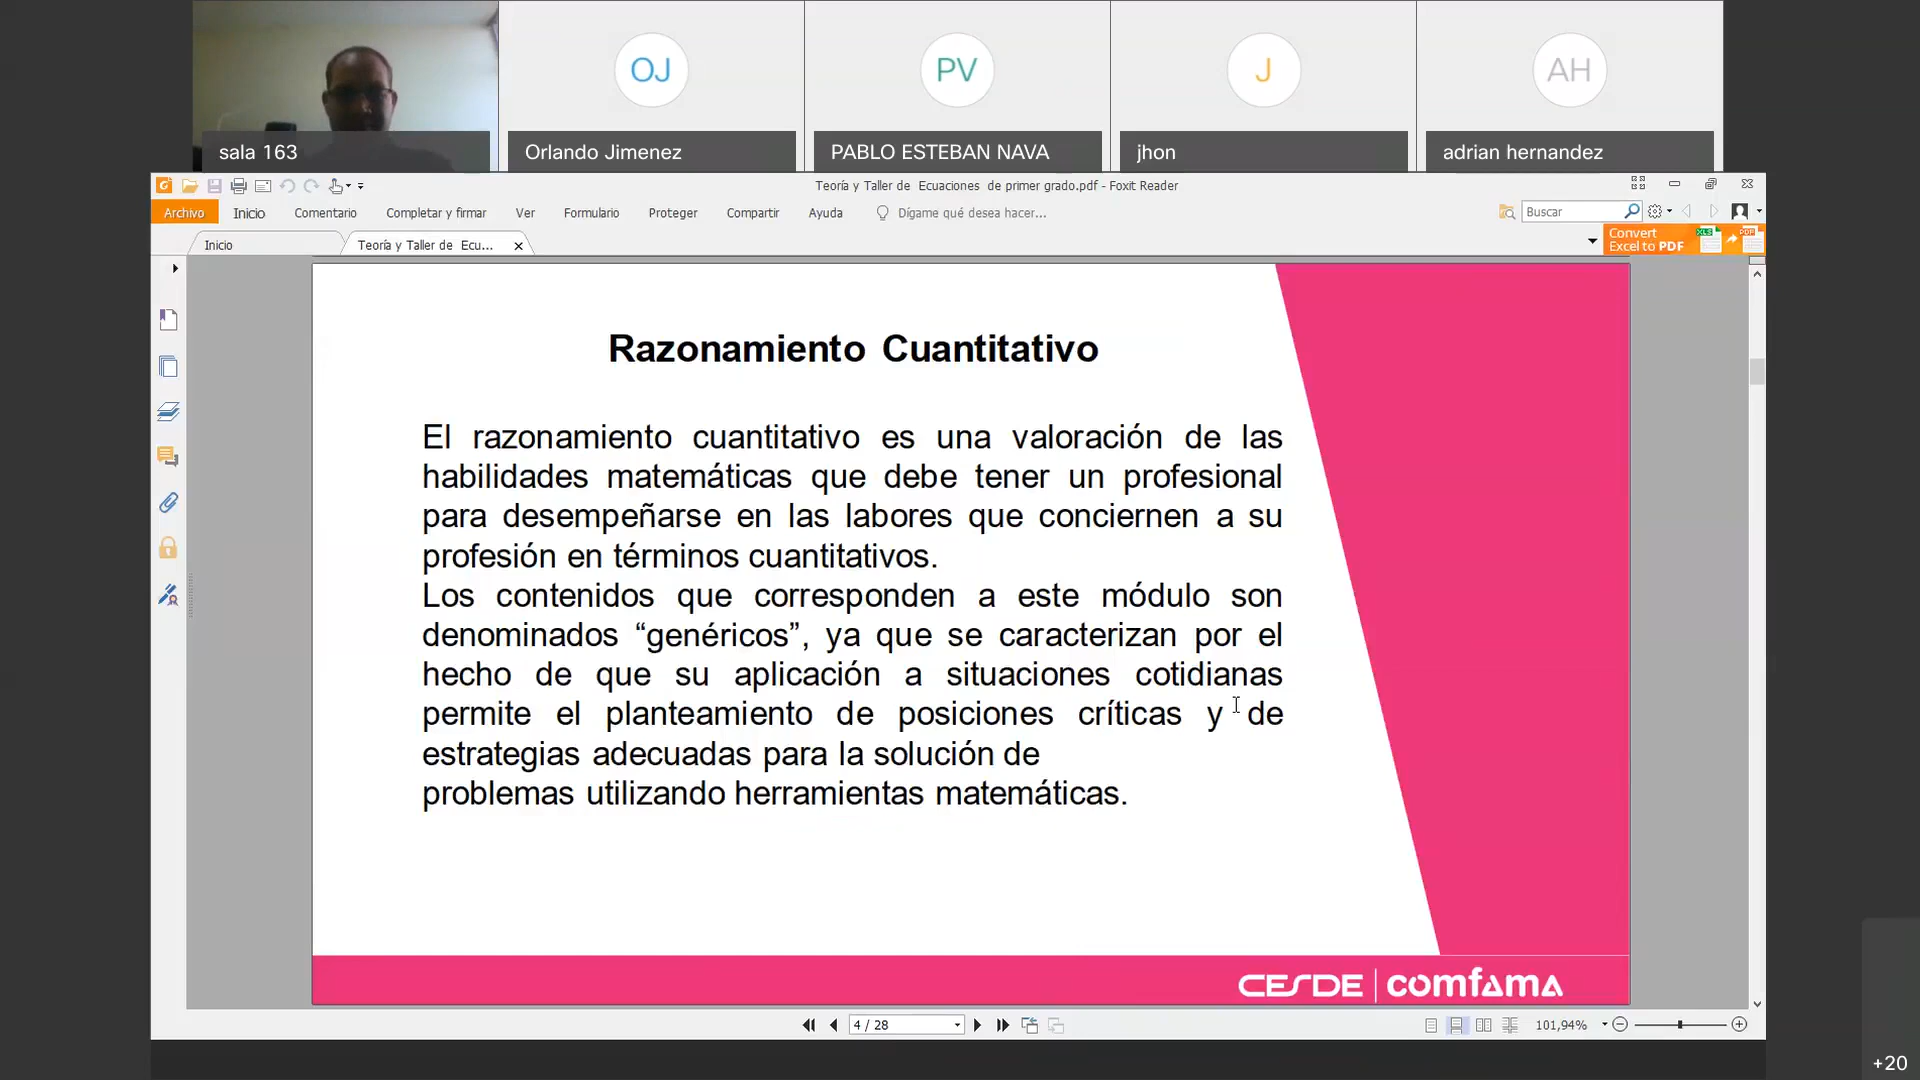 OJ
PV
J
AH
sala 163
Orlando Jimenez
PABLO ESTEBAN NAVA
jhon
adrian hernandez
Teoría y Taller de Ecuaciones de primer grado.pdf - Foxit Reader
Archivo
Inicio
Comentario
Completar y firmar
Ver
Formulario
Proteger
Compartir
Ayuda
Dígame qué desea hacer...
Buscar
Inicio
Teoría y Taller de Ecu...
Convert
Excel to PDF
XLS
PDF
Razonamiento Cuantitativo
El razonamiento cuantitativo es una valoración de las
habilidades matemáticas que debe tener un profesional
para desempeñarse en las labores que conciernen a su
profesión en términos cuantitativos.
Los contenidos que corresponden a este módulo son
denominados “genéricos”, ya que se caracterizan por el
hecho de que su aplicación a situaciones cotidianas
permite el planteamiento de posiciones críticas y de
estrategias adecuadas para la solución de
problemas utilizando herramientas matemáticas.
CESDE | comfama
4 / 28
101,94%
+20